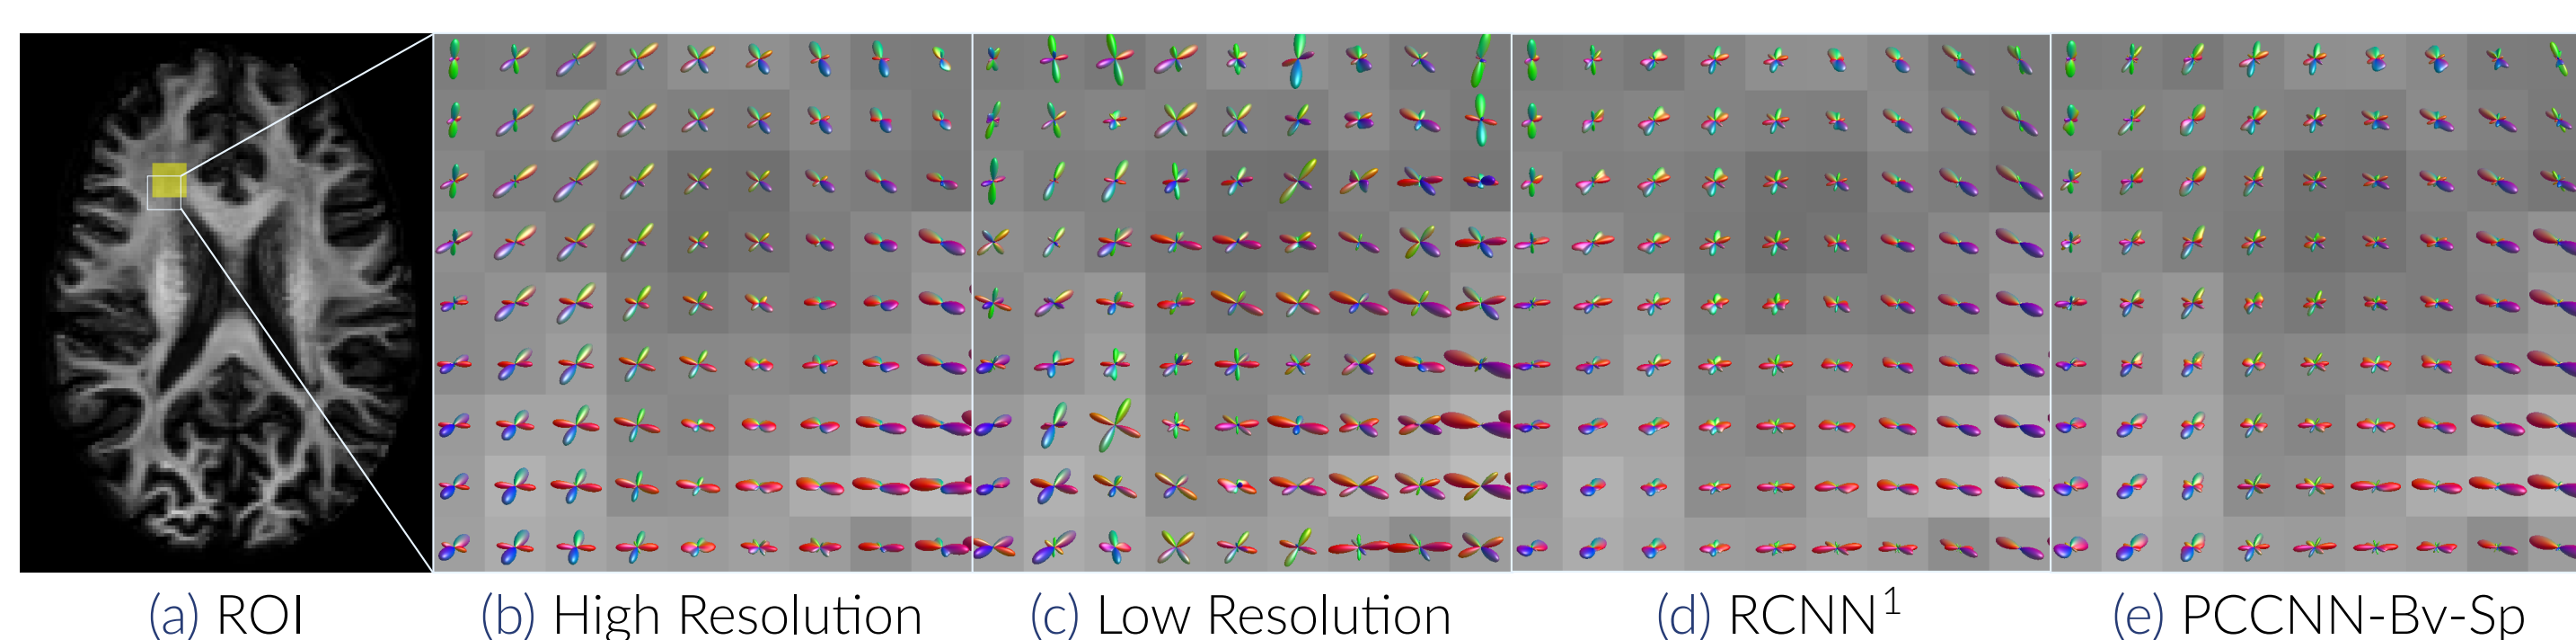 (a) ROI (b) High Resolution (c) Low Resolution (d) RCNN¹ (e) PCCNN-Bv-Sp